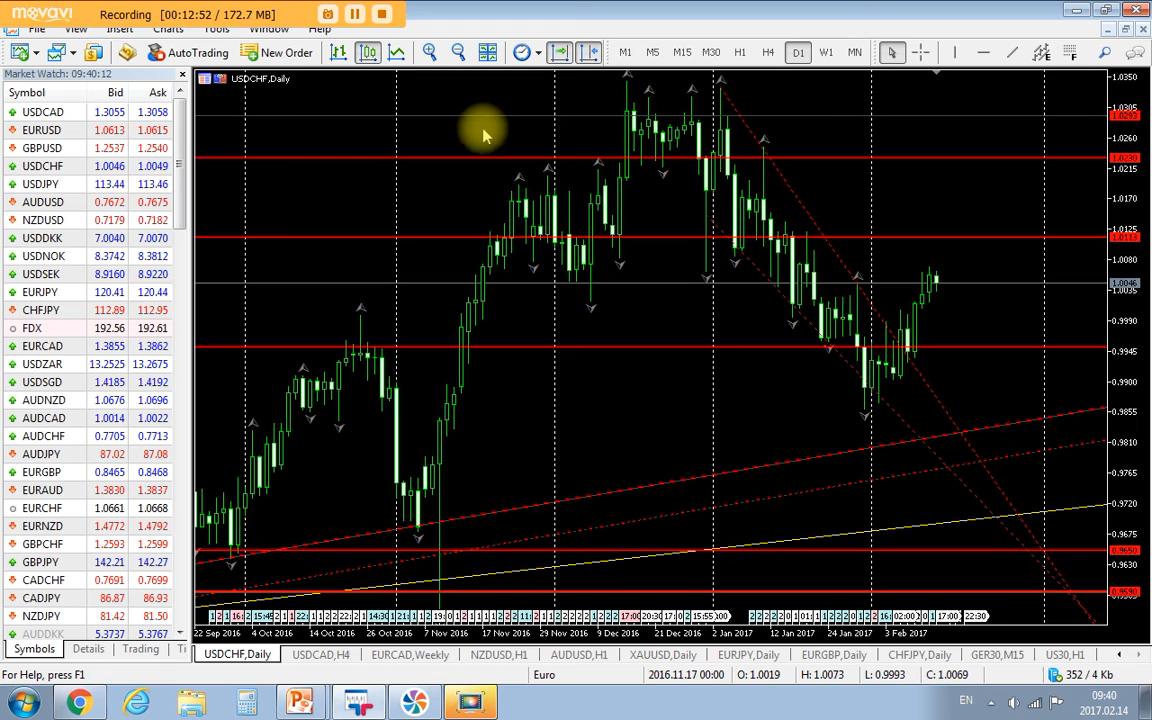 movavi Recording [00:12:52 / 172.7 MB]
File View Insert Charts Tools Window Help
AutoTrading New Order M1 M5 M15 M30 H1 H4 D1 W1 MN
Market Watch: 09:40:12
Symbol Bid Ask
USDCAD 1.3055 1.3058
EURUSD 1.0613 1.0615
GBPUSD 1.2537 1.2540
USDCHF 1.0046 1.0049
USDJPY 113.44 113.46
AUDUSD 0.7672 0.7675
NZDUSD 0.7179 0.7182
USDDKK 7.0040 7.0070
USDNOK 8.3742 8.3812
USDSEK 8.9160 8.9220
EURJPY 120.41 120.44
CHFJPY 112.89 112.95
FDX 192.56 192.61
EURCAD 1.3855 1.3862
USDZAR 13.2525 13.2675
USDSGD 1.4185 1.4192
AUDNZD 1.0676 1.0696
AUDCAD 1.0014 1.0022
AUDCHF 0.7705 0.7713
AUDJPY 87.02 87.08
EURGBP 0.8465 0.8468
EURAUD 1.3830 1.3837
EURCHF 1.0661 1.0668
EURNZD 1.4772 1.4792
GBPCHF 1.2593 1.2599
GBPJPY 142.21 142.27
CADCHF 0.7691 0.7699
CADJPY 86.87 86.93
NZDJPY 81.42 81.50
AUDDKK 5.3737 5.3767
Symbols Details Trading Ti
USDCHF,Daily
1.0350
1.0305
1.0293
1.0260
1.0230
1.0215
1.0170
1.0125
1.0113
1.0080
1.0046
1.0035
0.9990
0.9945
0.9900
0.9855
0.9810
0.9765
0.9720
0.9675
0.9650
0.9630
0.9590
22 Sep 2016 4 Oct 2016 14 Oct 2016 26 Oct 2016 7 Nov 2016 17 Nov 2016 29 Nov 2016 9 Dec 2016 21 Dec 2016 2 Jan 2017 12 Jan 2017 24 Jan 2017 3 Feb 2017
USDCHF,Daily USDCAD,H4 EURCAD,Weekly NZDUSD,H1 AUDUSD,H1 XAUUSD,Daily EURJPY,Daily EURGBP,Daily CHFJPY,Daily GER30,M15 US30,H1
For Help, press F1 Euro 2016.11.17 00:00 O: 1.0019 H: 1.0073 L: 0.9993 C: 1.0069 352 / 4 Kb
EN 09:40
2017.02.14